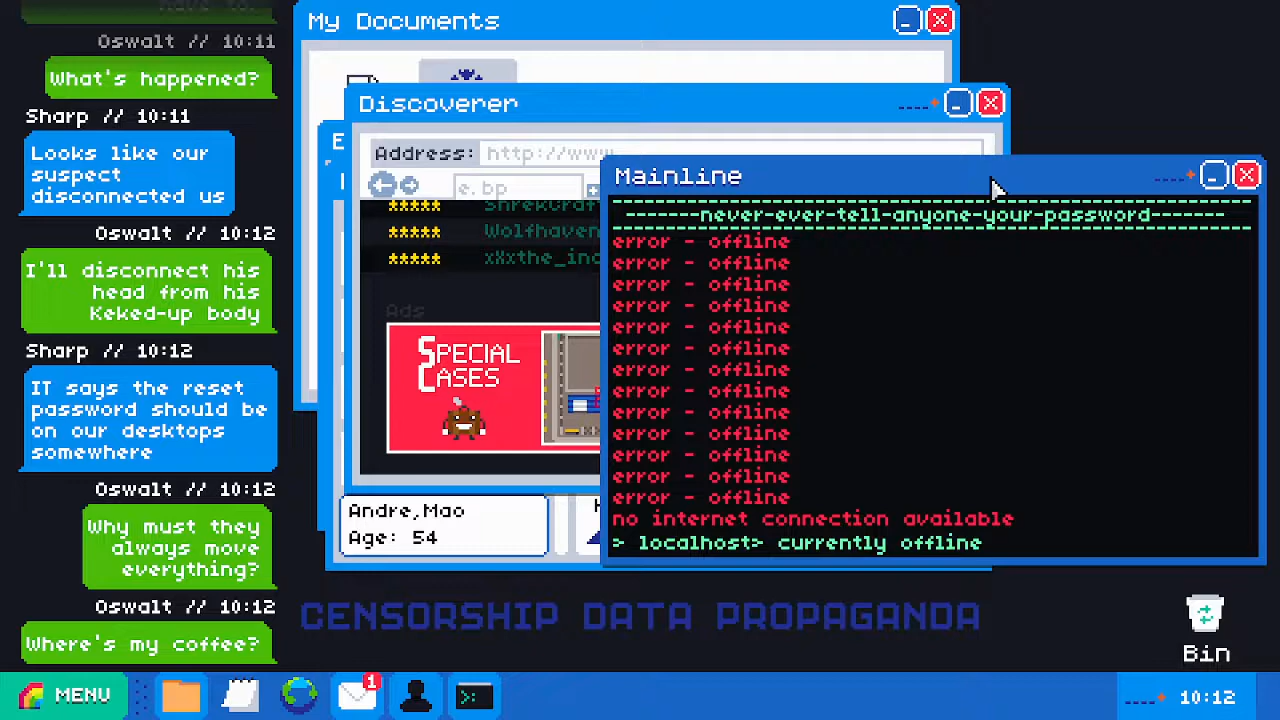 Oswalt // 10:11
What's happened?
Sharp // 10:11
Looks like our
suspect
disconnected us
Oswalt // 10:12
I'll disconnect his
head from his
Keked-up body
Sharp // 10:12
IT says the reset
password should be
on our desktops
somewhere
Oswalt // 10:12
Why must they
always move
everything?
Oswalt // 10:12
Where's my coffee?
My Documents
Discoverer
E
Address: http://www
e. bp
***** ShrekCraf
***** Wolfhaven
***** xXxthe_inc
Ads
SPECIAL
CASES
Andre,Mao
Age: 54
Mainline
-------never-ever-tell-anyone-your-password-------
error - offline
error - offline
error - offline
error - offline
error - offline
error - offline
error - offline
error - offline
error - offline
error - offline
error - offline
error - offline
error - offline
no internet connection available
> localhost> currently offline
CENSORSHIP DATA PROPAGANDA
Bin
MENU
1
10:12